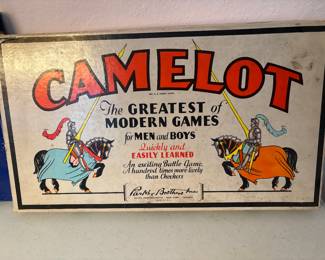 CAMELOT
The GREATEST of
MODERN GAMES
for MEN and BOYS
Quickly and
EASILY LEARNED
An exciting Battle Game.
A hundred times more lively
than Checkers
Parker Brothers Inc.